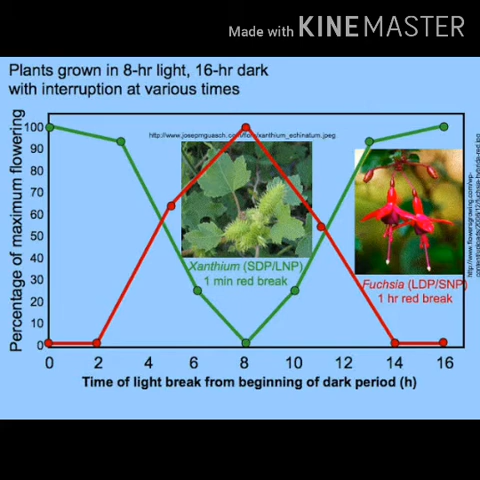 Made with KINEMASTER
Plants grown in 8-hr light, 16-hr dark
with interruption at various times
Percentage of maximum flowering
100
90
80
70
60
50
40
30
20
10
0
Xanthium (SDP/LNP)
1 min red break
Fuchsia (LDP/SNP)
1 hr red break
0 2 4 6 8 10 12 14 16
Time of light break from beginning of dark period (h)